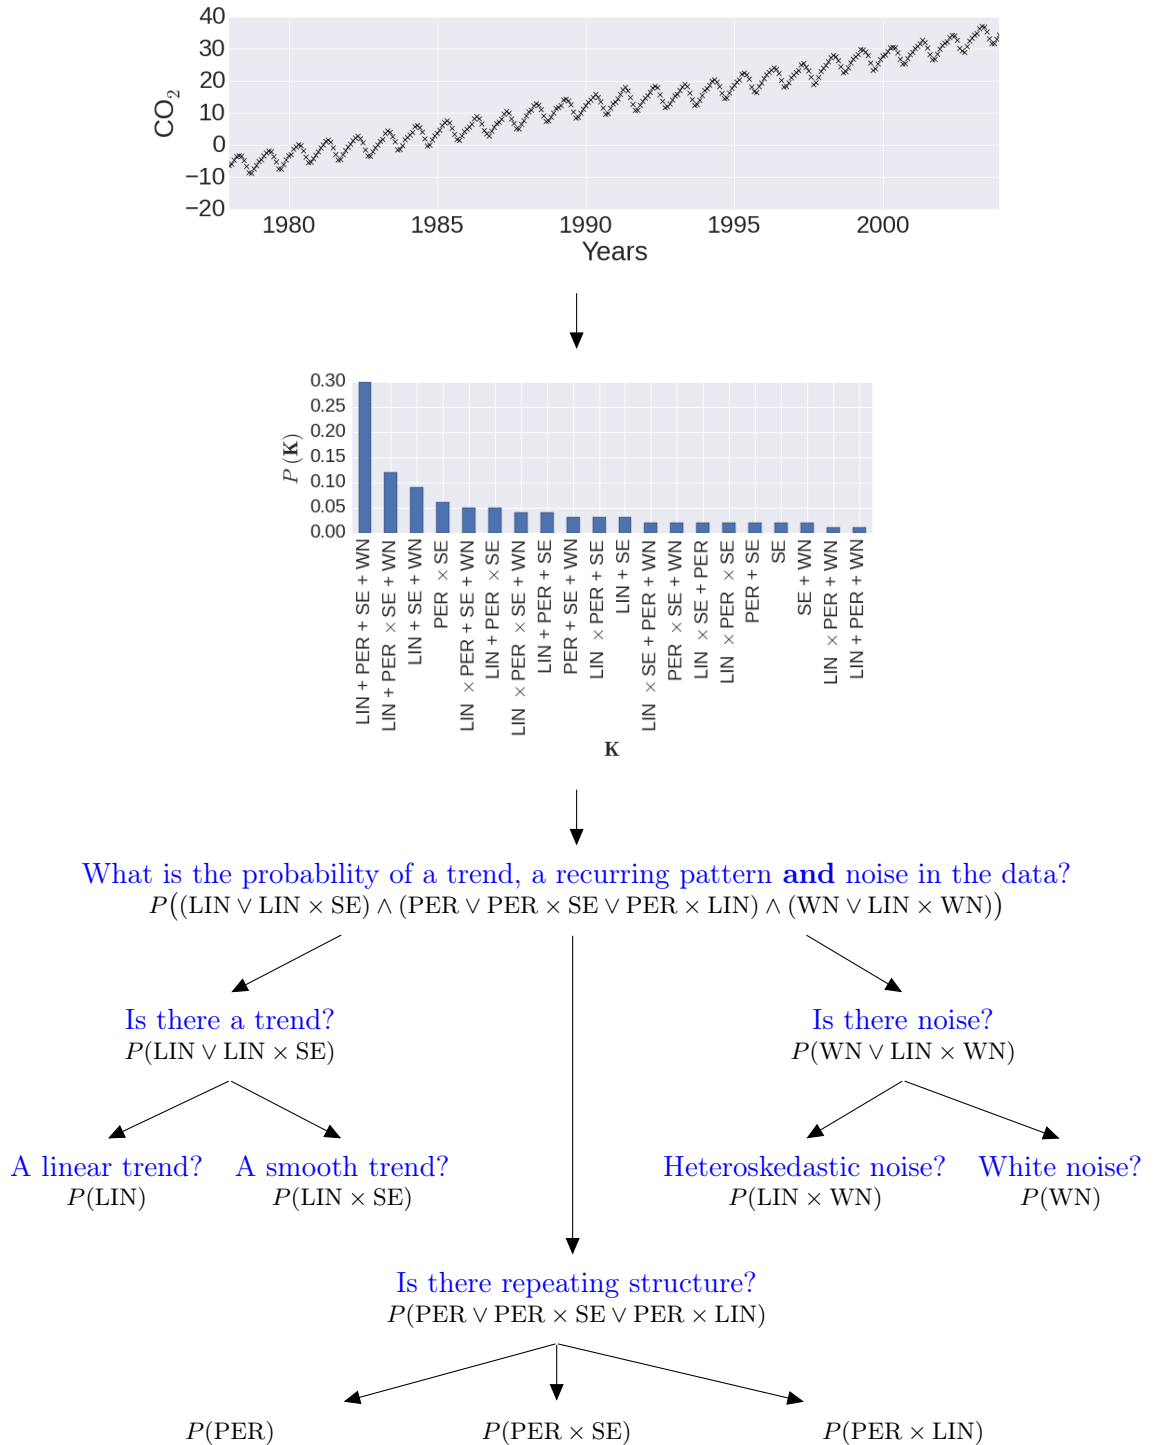 40
30
20
10
0
−10
−20
CO₂
1980 1985 1990 1995 2000
Years
0.30
0.25
0.20
0.15
0.10
0.05
0.00
P (K)
LIN + PER + SE + WN
LIN + PER × SE + WN
LIN + SE + WN
PER × SE
LIN × PER + SE + WN
LIN + PER × SE
LIN × PER × SE + WN
LIN + PER + SE
PER + SE + WN
LIN × PER + SE
LIN + SE
LIN × SE + PER + WN
PER × SE + WN
LIN × SE + PER
LIN × PER × SE
PER + SE
SE
SE + WN
LIN × PER + WN
LIN + PER + WN
K
What is the probability of a trend, a recurring pattern and noise in the data?
P((LIN ∨ LIN × SE) ∧ (PER ∨ PER × SE ∨ PER × LIN) ∧ (WN ∨ LIN × WN))
Is there a trend?
P(LIN ∨ LIN × SE)
Is there noise?
P(WN ∨ LIN × WN)
A linear trend?
P(LIN)
A smooth trend?
P(LIN × SE)
Heteroskedastic noise?
P(LIN × WN)
White noise?
P(WN)
Is there repeating structure?
P(PER ∨ PER × SE ∨ PER × LIN)
P(PER)
P(PER × SE)
P(PER × LIN)